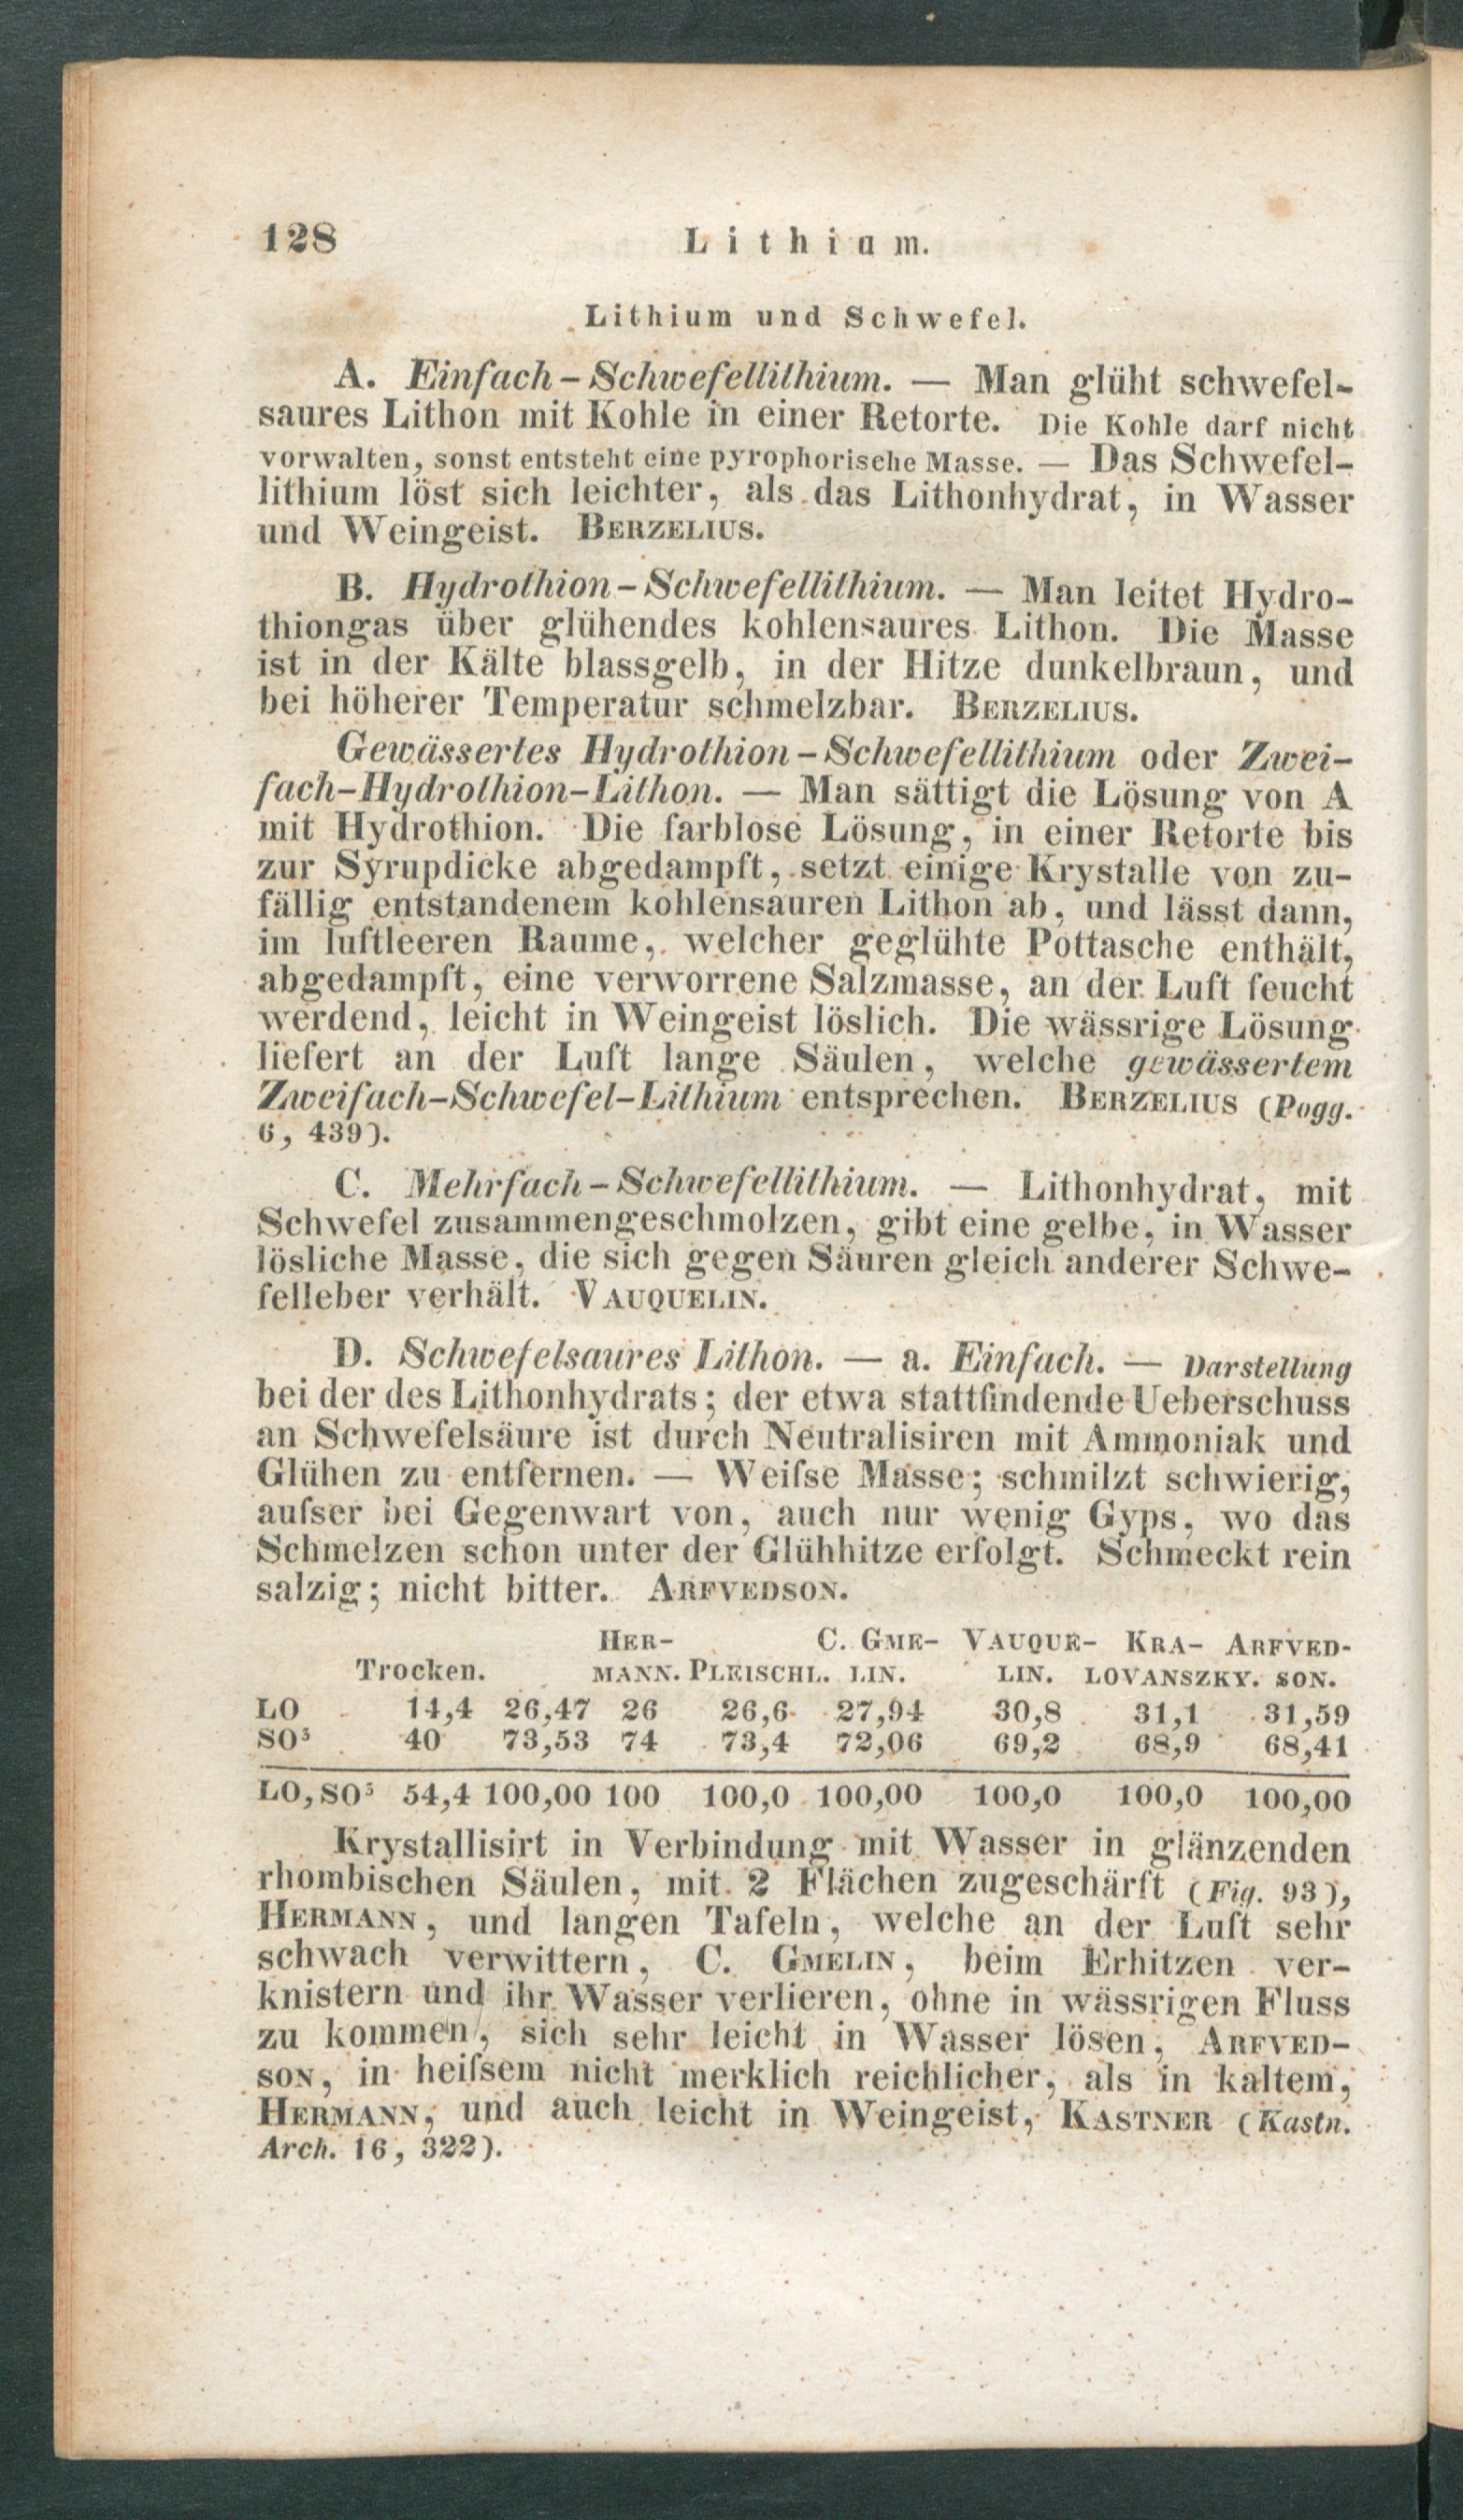 128
Lithium.
Lithium und Schwefel.
A. Einfach-Schwefellithium. — Man glüht schwefel-
saures Lithon mit Kohle in einer Retorte. Die Kohle darf nicht
vorwalten, sonst entsteht eine pyrophorische Masse. — Das Schwefel-
lithium löst sich leichter, als das Lithonhydrat, in Wasser
und Weingeist. BERZELIUS.
B. Hydrothion-Schwefellithium. — Man leitet Hydro-
thiongas über glühendes kohlensaures Lithon. Die Masse
ist in der Kälte blassgelb, in der Hitze dunkelbraun, und
bei höherer Temperatur schmelzbar. BERZELIUS.
Gewässertes Hydrothion-Schwefellithium oder Zwei-
fach-Hydrothion-Lithon. — Man sättigt die Lösung von A
mit Hydrothion. Die farblose Lösung, in einer Retorte bis
zur Syrupdicke abgedampft, setzt einige Krystalle von zu-
fällig entstandenem kohlensauren Lithon ab, und lässt dann,
im luftleeren Raume, welcher geglühte Pottasche enthält,
abgedampft, eine verworrene Salzmasse, an der Luft feucht
werdend, leicht in Weingeist löslich. Die wässrige Lösung
liefert an der Luft lange Säulen, welche gewässertem
Zweifach-Schwefel-Lithium entsprechen. BERZELIUS (Pogg.
6, 439).
C. Mehrfach-Schwefellithium. — Lithonhydrat, mit
Schwefel zusammengeschmolzen, gibt eine gelbe, in Wasser
lösliche Masse, die sich gegen Säuren gleich anderer Schwe-
felleber verhält. VAUQUELIN.
D. Schwefelsaures Lithon. — a. Einfach. — Darstellung
bei der des Lithonhydrats; der etwa stattfindende Ueberschuss
an Schwefelsäure ist durch Neutralisiren mit Ammoniak und
Glühen zu entfernen. — Weiſse Masse; schmilzt schwierig,
auſser bei Gegenwart von, auch nur wenig Gyps, wo das
Schmelzen schon unter der Glühhitze erfolgt. Schmeckt rein
salzig; nicht bitter. ARFVEDSON.
HER- C. GME- VAUQUE- KRA- ARFVED-
Trocken. MANN. PLEISCHL. LIN. LIN. LOVANSZKY. SON.
LO 14,4 26,47 26 26,6 27,94 30,8 31,1 31,59
SO³ 40 73,53 74 73,4 72,06 69,2 68,9 68,41
LO,SO³ 54,4 100,00 100 100,0 100,00 100,0 100,0 100,00
Krystallisirt in Verbindung mit Wasser in glänzenden
rhombischen Säulen, mit 2 Flächen zugeschärft (Fig. 93),
HERMANN, und langen Tafeln, welche an der Luft sehr
schwach verwittern, C. GMELIN, beim Erhitzen ver-
knistern und ihr Wasser verlieren, ohne in wässrigen Fluss
zu kommen, sich sehr leicht in Wasser lösen, ARFVED-
SON, in heiſsem nicht merklich reichlicher, als in kaltem,
HERMANN, und auch leicht in Weingeist, KASTNER (Kastn.
Arch. 16, 322).